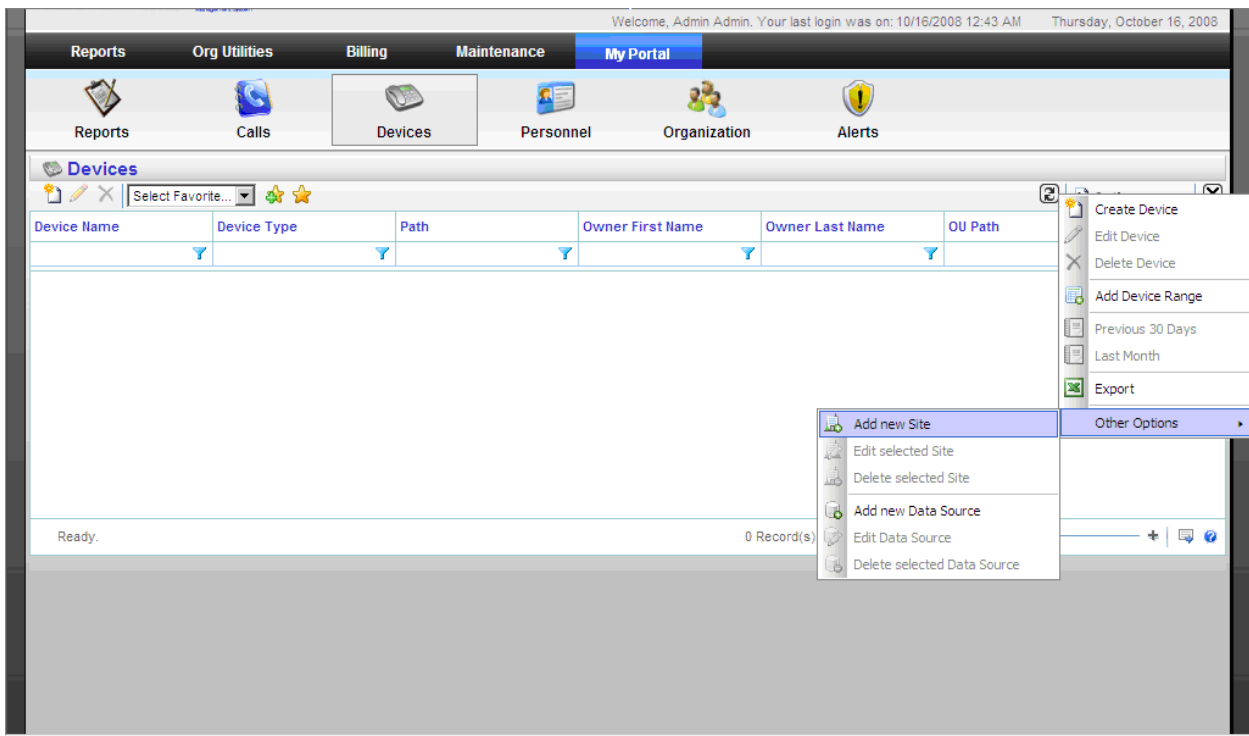 Welcome, Admin Admin. Your last login was on: 10/16/2008 12:43 AM Thursday, October 16, 2008
Reports Org Utilities Billing Maintenance My Portal
Reports Calls Devices Personnel Organization Alerts
Devices
Select Favorite...
Device Name Device Type Path Owner First Name Owner Last Name OU Path
Create Device
Edit Device
Delete Device
Add Device Range
Previous 30 Days
Last Month
Export
Other Options
Add new Site
Edit selected Site
Delete selected Site
Add new Data Source
Edit Data Source
Delete selected Data Source
Ready. 0 Record(s)